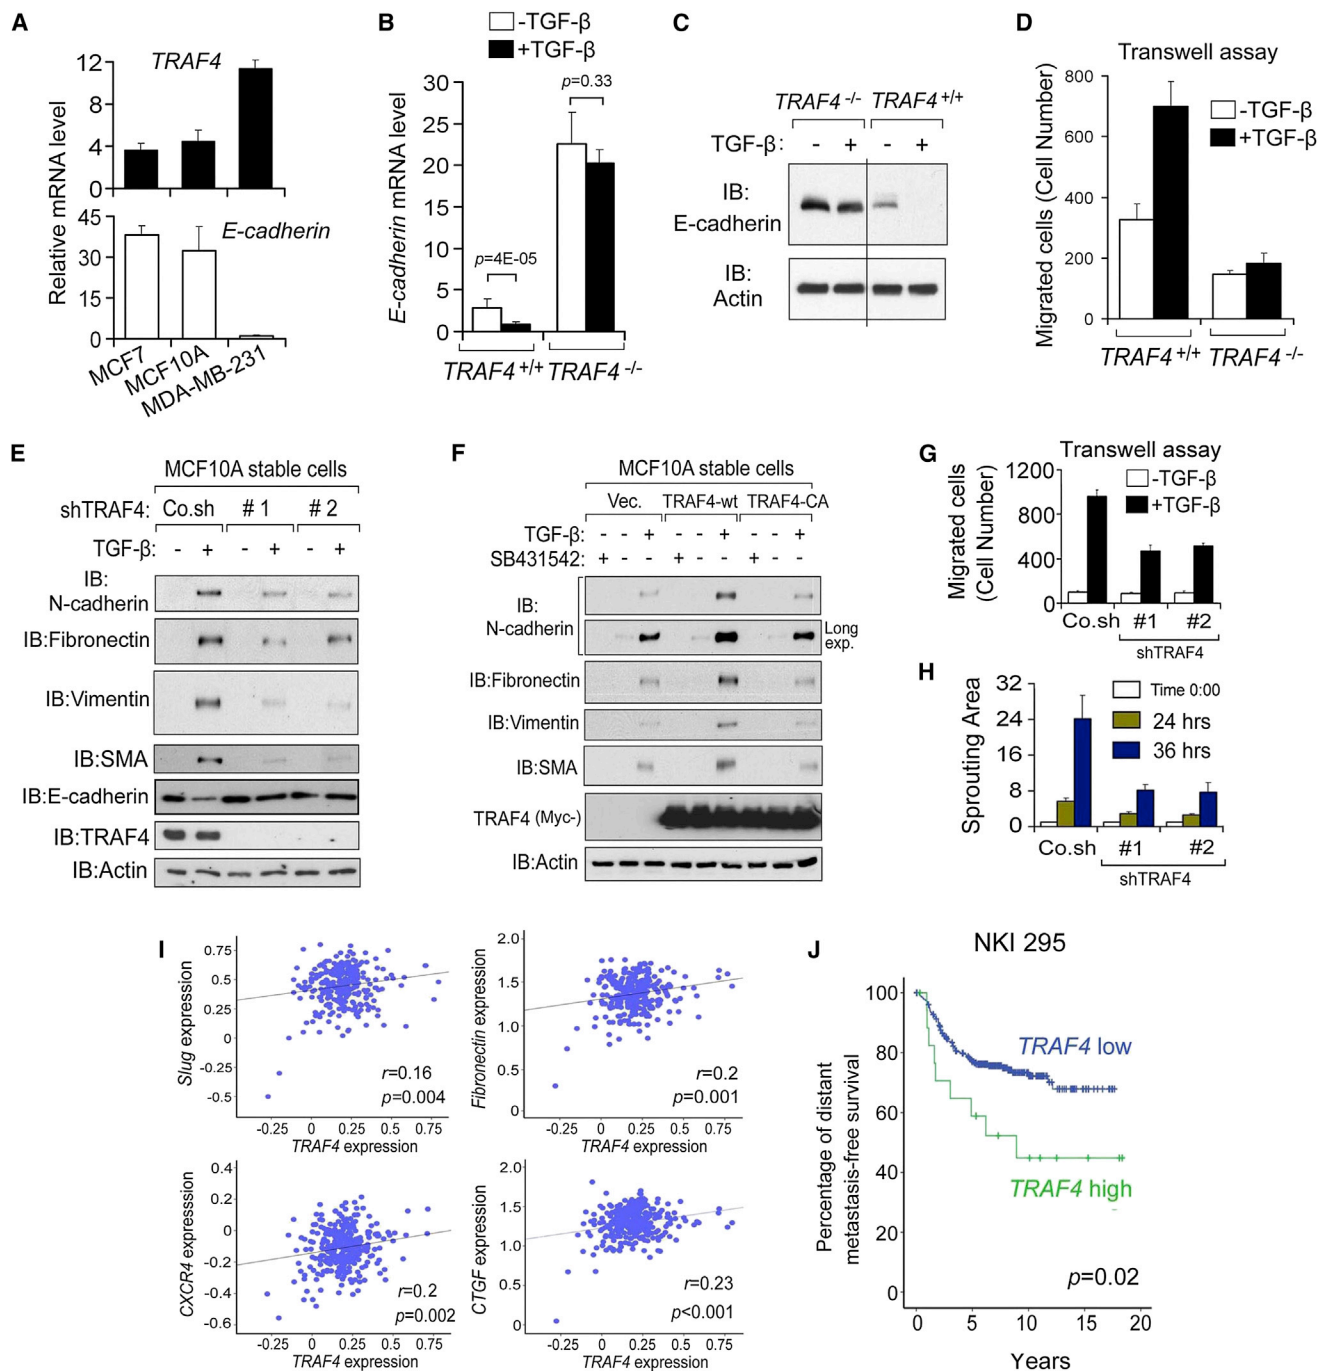 A
TRAF4
Relative mRNA level
12
8
4
0
45
30
15
0
E-cadherin
MCF7
MCF10A
MDA-MB-231
B
-TGF-β
+TGF-β
E-cadherin mRNA level
30
25
20
15
10
5
0
p=4E-05
p=0.33
TRAF4 +/+ TRAF4 -/-
C
TRAF4 -/- TRAF4 +/+
TGF-β: - + - +
IB:
E-cadherin
IB:
Actin
D
Transwell assay
Migrated cells (Cell Number)
800
600
400
200
0
-TGF-β
+TGF-β
TRAF4 +/+ TRAF4 -/-
E
MCF10A stable cells
shTRAF4: Co.sh # 1 # 2
TGF-β: - + - + - +
IB:
N-cadherin
IB:Fibronectin
IB:Vimentin
IB:SMA
IB:E-cadherin
IB:TRAF4
IB:Actin
F
MCF10A stable cells
Vec. TRAF4-wt TRAF4-CA
TGF-β: - - + - - + - - +
SB431542: + - - + - - + - -
IB:
N-cadherin
Long
exp.
IB:Fibronectin
IB:Vimentin
IB:SMA
TRAF4 (Myc-)
IB:Actin
G
Transwell assay
Migrated cells
(Cell Number)
1200
800
400
0
-TGF-β
+TGF-β
Co.sh #1 #2
shTRAF4
H
Sprouting Area
32
24
16
8
0
Time 0:00
24 hrs
36 hrs
Co.sh #1 #2
shTRAF4
I
Slug expression
0.75
0.5
0.25
0
-0.25
-0.5
r=0.16
p=0.004
-0.25 0 0.25 0.5 0.75
TRAF4 expression
Fibronectin expression
2.0
1.5
1.0
0.5
0
r=0.2
p=0.001
-0.25 0 0.25 0.5 0.75
TRAF4 expression
CXCR4 expression
0.4
0.2
0
-0.2
-0.4
-0.6
r=0.2
p=0.002
-0.25 0 0.25 0.5 0.75
TRAF4 expression
CTGF expression
2.0
1.5
1.0
0.5
0
r=0.23
p<0.001
-0.25 0 0.25 0.5 0.75
TRAF4 expression
J
NKI 295
Percentage of distant
metastasis-free survival
100
80
60
40
20
0
TRAF4 low
TRAF4 high
p=0.02
0 5 10 15 20
Years